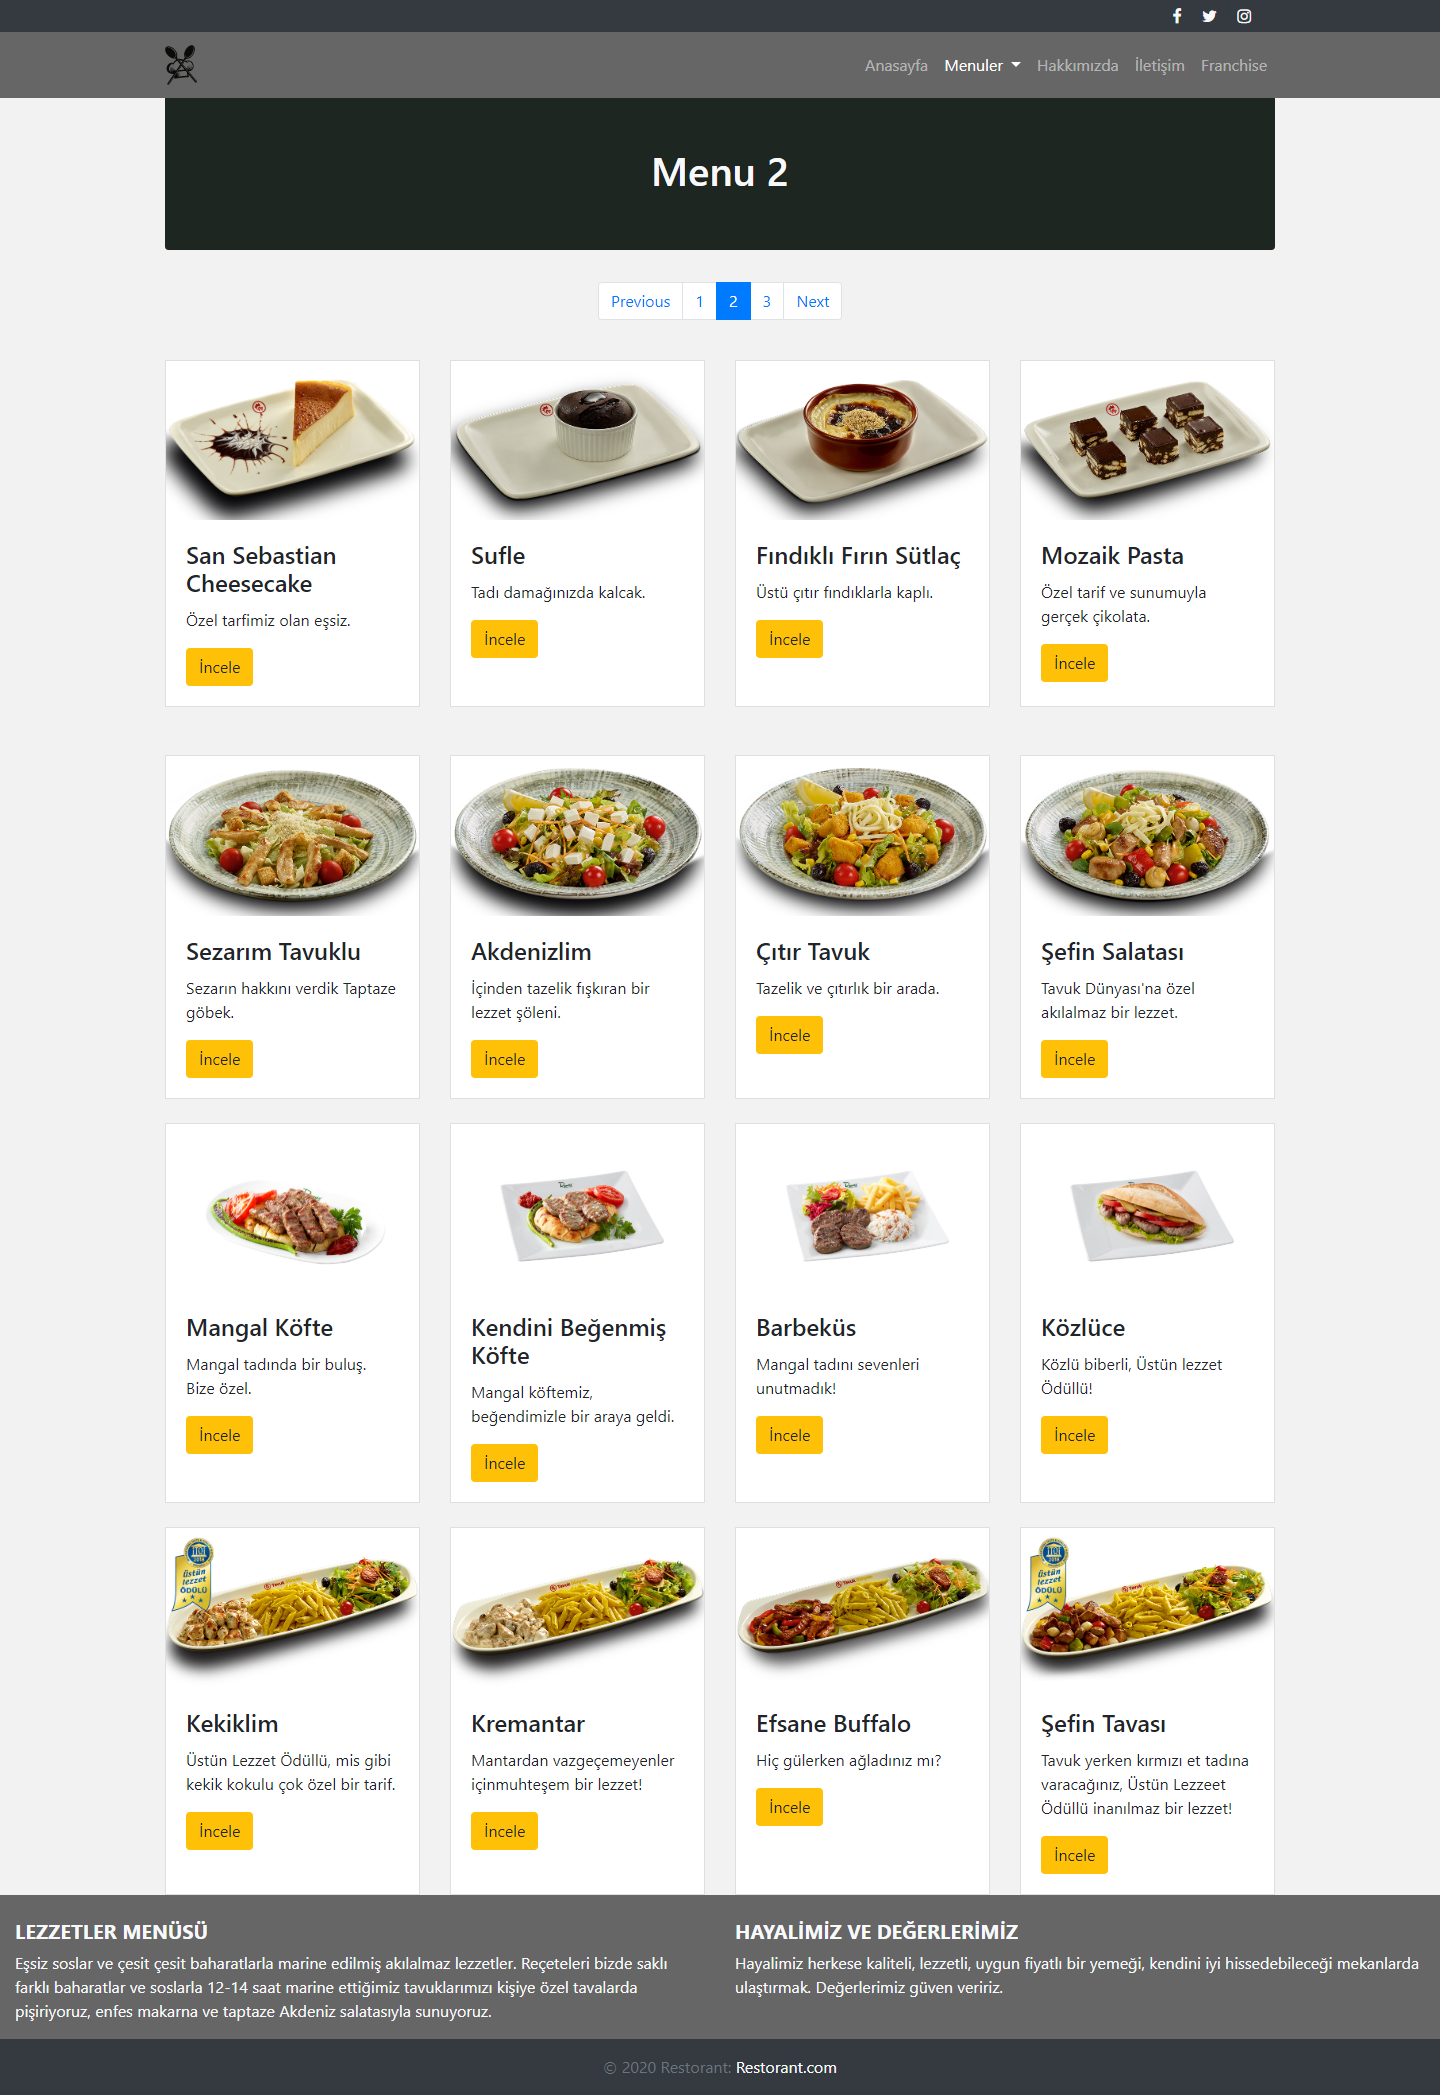 Anasayfa Menuler Hakkımızda İletişim Franchise
Menu 2
Previous 1 2 3 Next
San Sebastian
Cheesecake
Özel tarfimiz olan eşsiz.
İncele
Sufle
Tadı damağınızda kalcak.
İncele
Fındıklı Fırın Sütlaç
Üstü çıtır fındıklarla kaplı.
İncele
Mozaik Pasta
Özel tarif ve sunumuyla
gerçek çikolata.
İncele
Sezarım Tavuklu
Sezarın hakkını verdik Taptaze
göbek.
İncele
Akdenizlim
İçinden tazelik fışkıran bir
lezzet şöleni.
İncele
Çıtır Tavuk
Tazelik ve çıtırlık bir arada.
İncele
Şefin Salatası
Tavuk Dünyası'na özel
akılalmaz bir lezzet.
İncele
Mangal Köfte
Mangal tadında bir buluş.
Bize özel.
İncele
Kendini Beğenmiş
Köfte
Mangal köftemiz,
beğendimizle bir araya geldi.
İncele
Barbeküs
Mangal tadını sevenleri
unutmadık!
İncele
Közlüce
Közlü biberli, Üstün lezzet
Ödüllü!
İncele
üstün
lezzet
ÖDÜLÜ
Kekiklim
Üstün Lezzet Ödüllü, mis gibi
kekik kokulu çok özel bir tarif.
İncele
Kremantar
Mantardan vazgeçemeyenler
içinmuhteşem bir lezzet!
İncele
Efsane Buffalo
Hiç gülerken ağladınız mı?
İncele
üstün
lezzet
ÖDÜLÜ
Şefin Tavası
Tavuk yerken kırmızı et tadına
varacağınız, Üstün Lezzeet
Ödüllü inanılmaz bir lezzet!
İncele
LEZZETLER MENÜSÜ
Eşsiz soslar ve çesit çesit baharatlarla marine edilmiş akılalmaz lezzetler. Reçeteleri bizde saklı
farklı baharatlar ve soslarla 12-14 saat marine ettiğimiz tavuklarımızı kişiye özel tavalarda
pişiriyoruz, enfes makarna ve taptaze Akdeniz salatasıyla sunuyoruz.
HAYALİMİZ VE DEĞERLERİMİZ
Hayalimiz herkese kaliteli, lezzetli, uygun fiyatlı bir yemeği, kendini iyi hissedebileceği mekanlarda
ulaştırmak. Değerlerimiz güven veririz.
© 2020 Restorant: Restorant.com